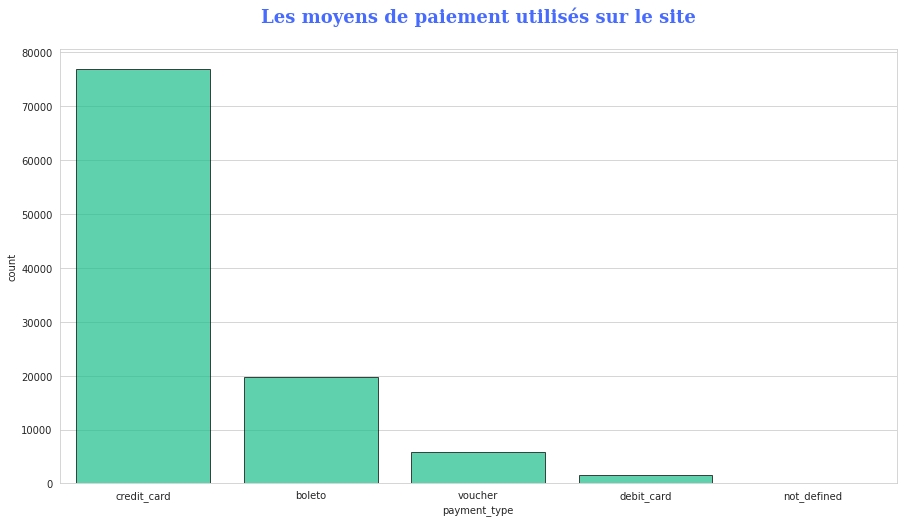 Les moyens de paiement utilisés sur le site
80000
70000
60000
50000
40000
30000
20000
10000
0
count
credit_card boleto voucher debit_card not_defined
payment_type